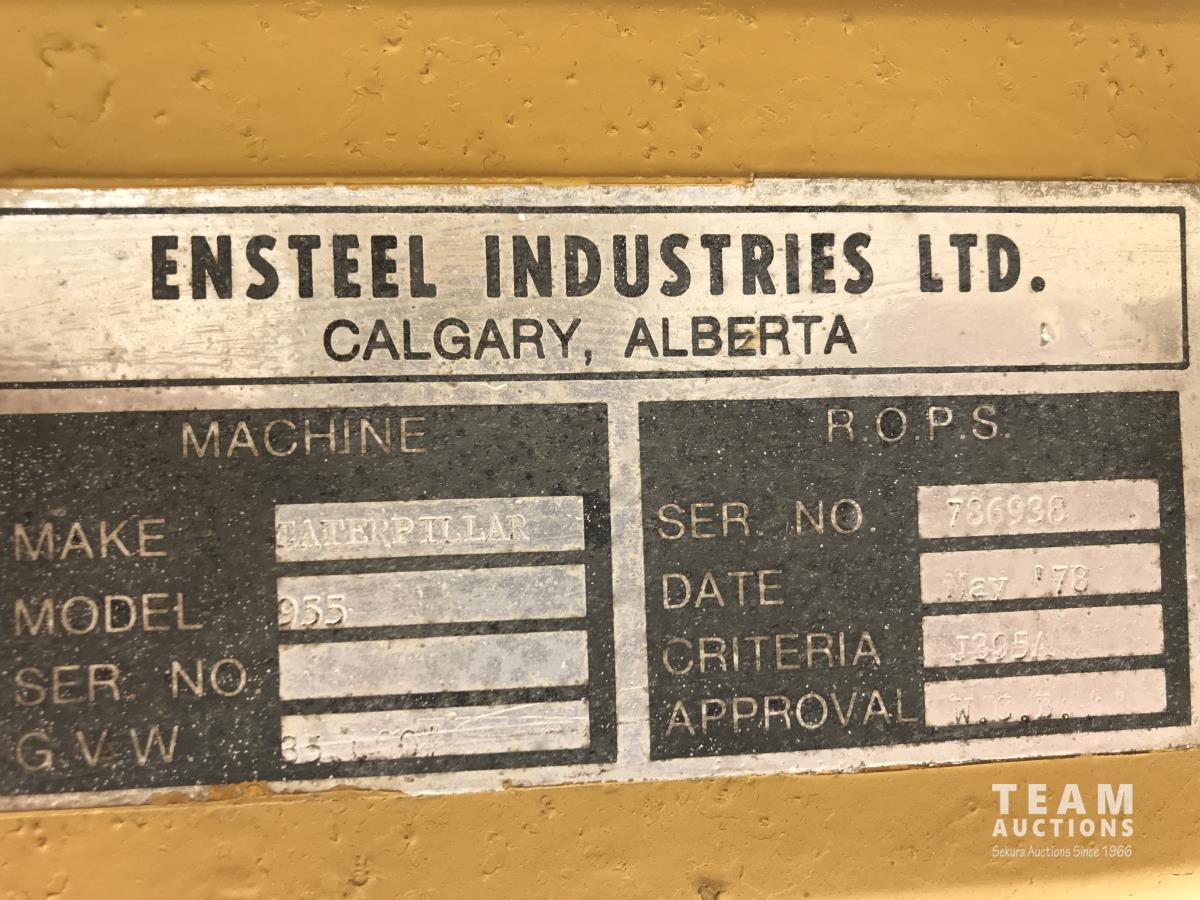 ENSTEEL INDUSTRIES LTD.
CALGARY, ALBERTA
MACHINE
MAKE CATERPILLAR
MODEL 955
SER. NO.
G.V.W. 35,
R.O.P.S.
SER. NO. 786938
DATE May '78
CRITERIA J395A
APPROVAL W.C.B.
TEAM
AUCTIONS
Sekura Auctions Since 1966